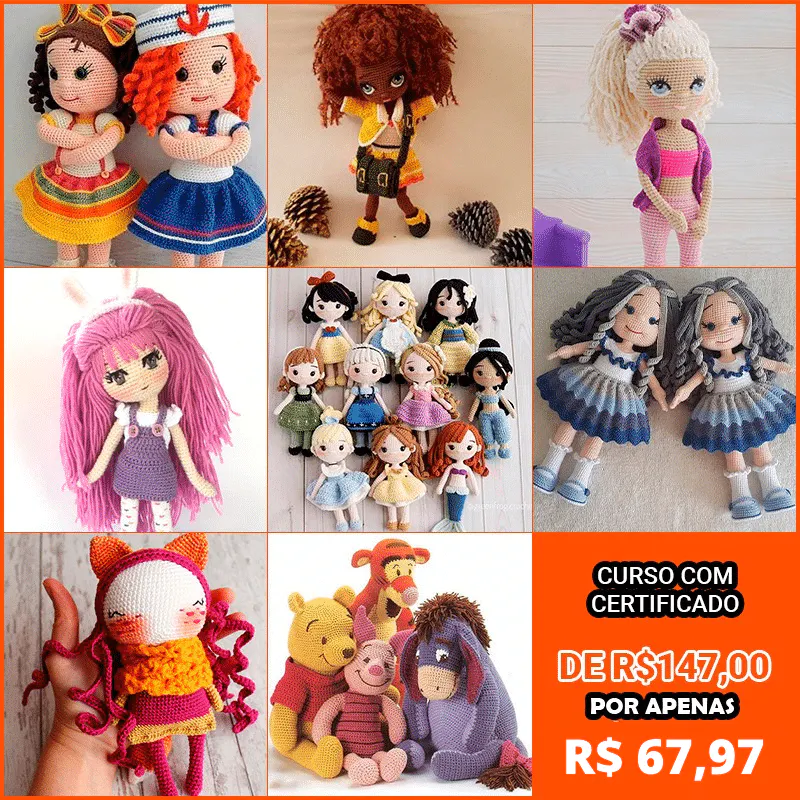 CURSO COM
CERTIFICADO
DE R$147,00
POR APENAS
R$ 67,97